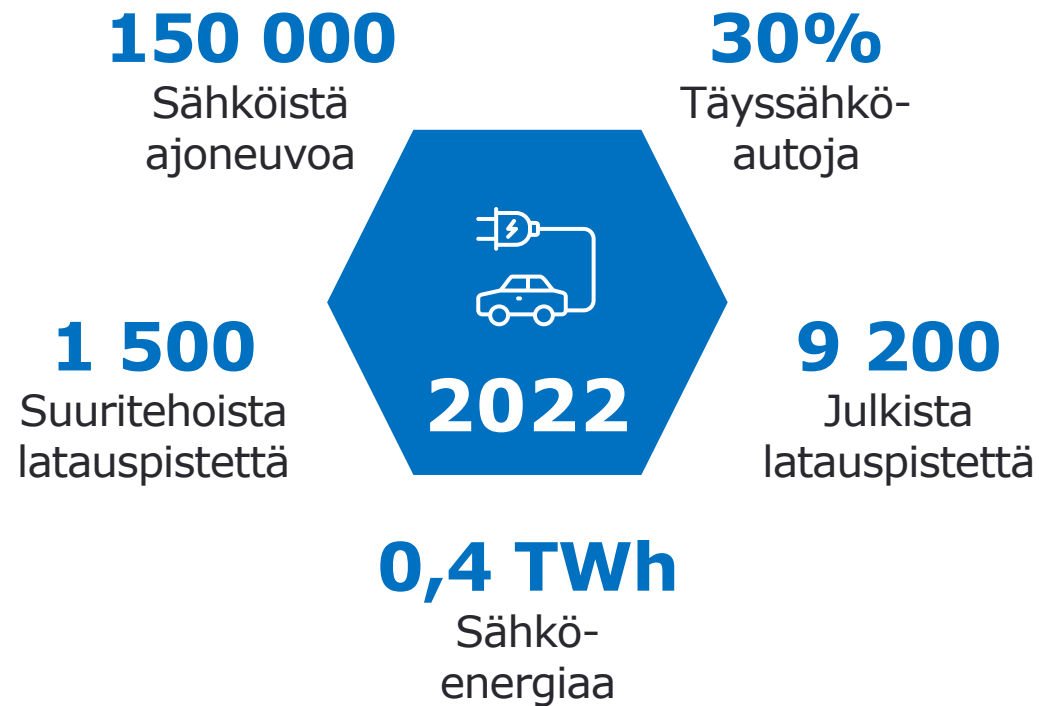 150 000
Sähköistä
ajoneuvoa
30%
Täyssähkö-
autoja
1 500
Suuritehoista
latauspistettä
2022
9 200
Julkista
latauspistettä
0,4 TWh
Sähkö-
energiaa